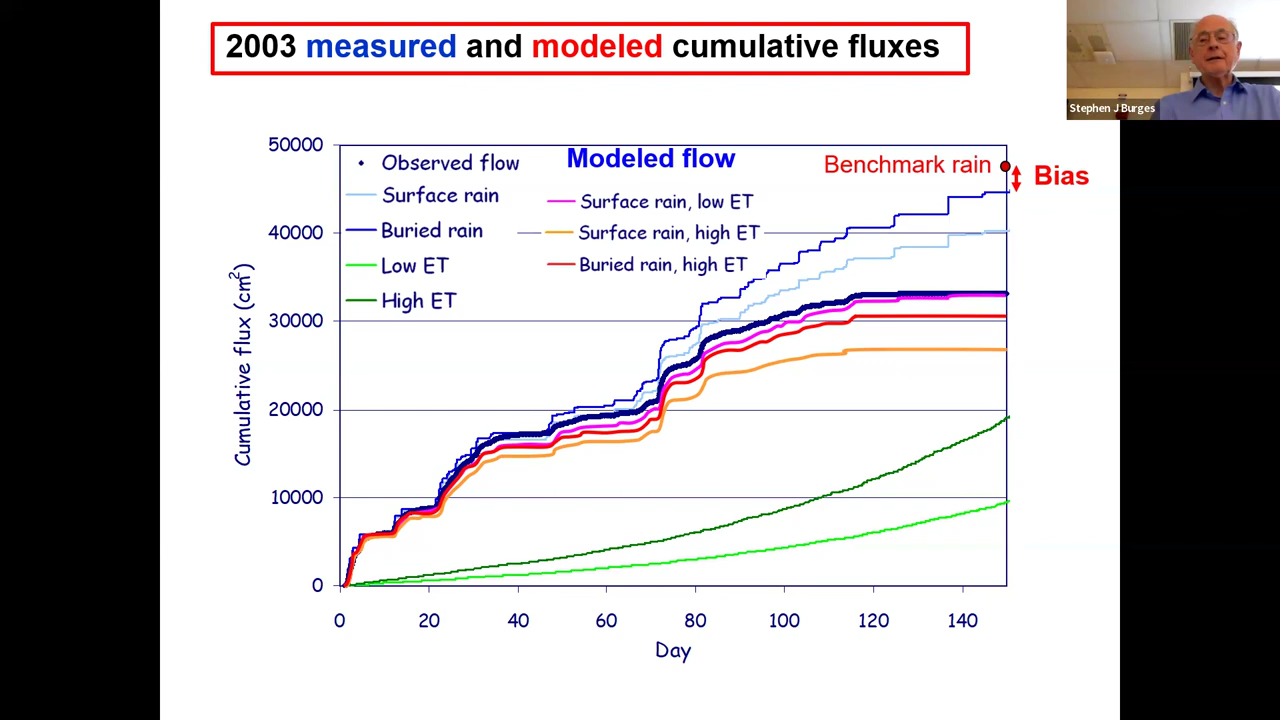 2003 measured and modeled cumulative fluxes
Stephen J Burges
50000
40000
30000
20000
10000
0
Cumulative flux (cm²)
Observed flow
Surface rain
Buried rain
Low ET
High ET
Modeled flow
Surface rain, low ET
Surface rain, high ET
Buried rain, high ET
Benchmark rain
Bias
0 20 40 60 80 100 120 140
Day